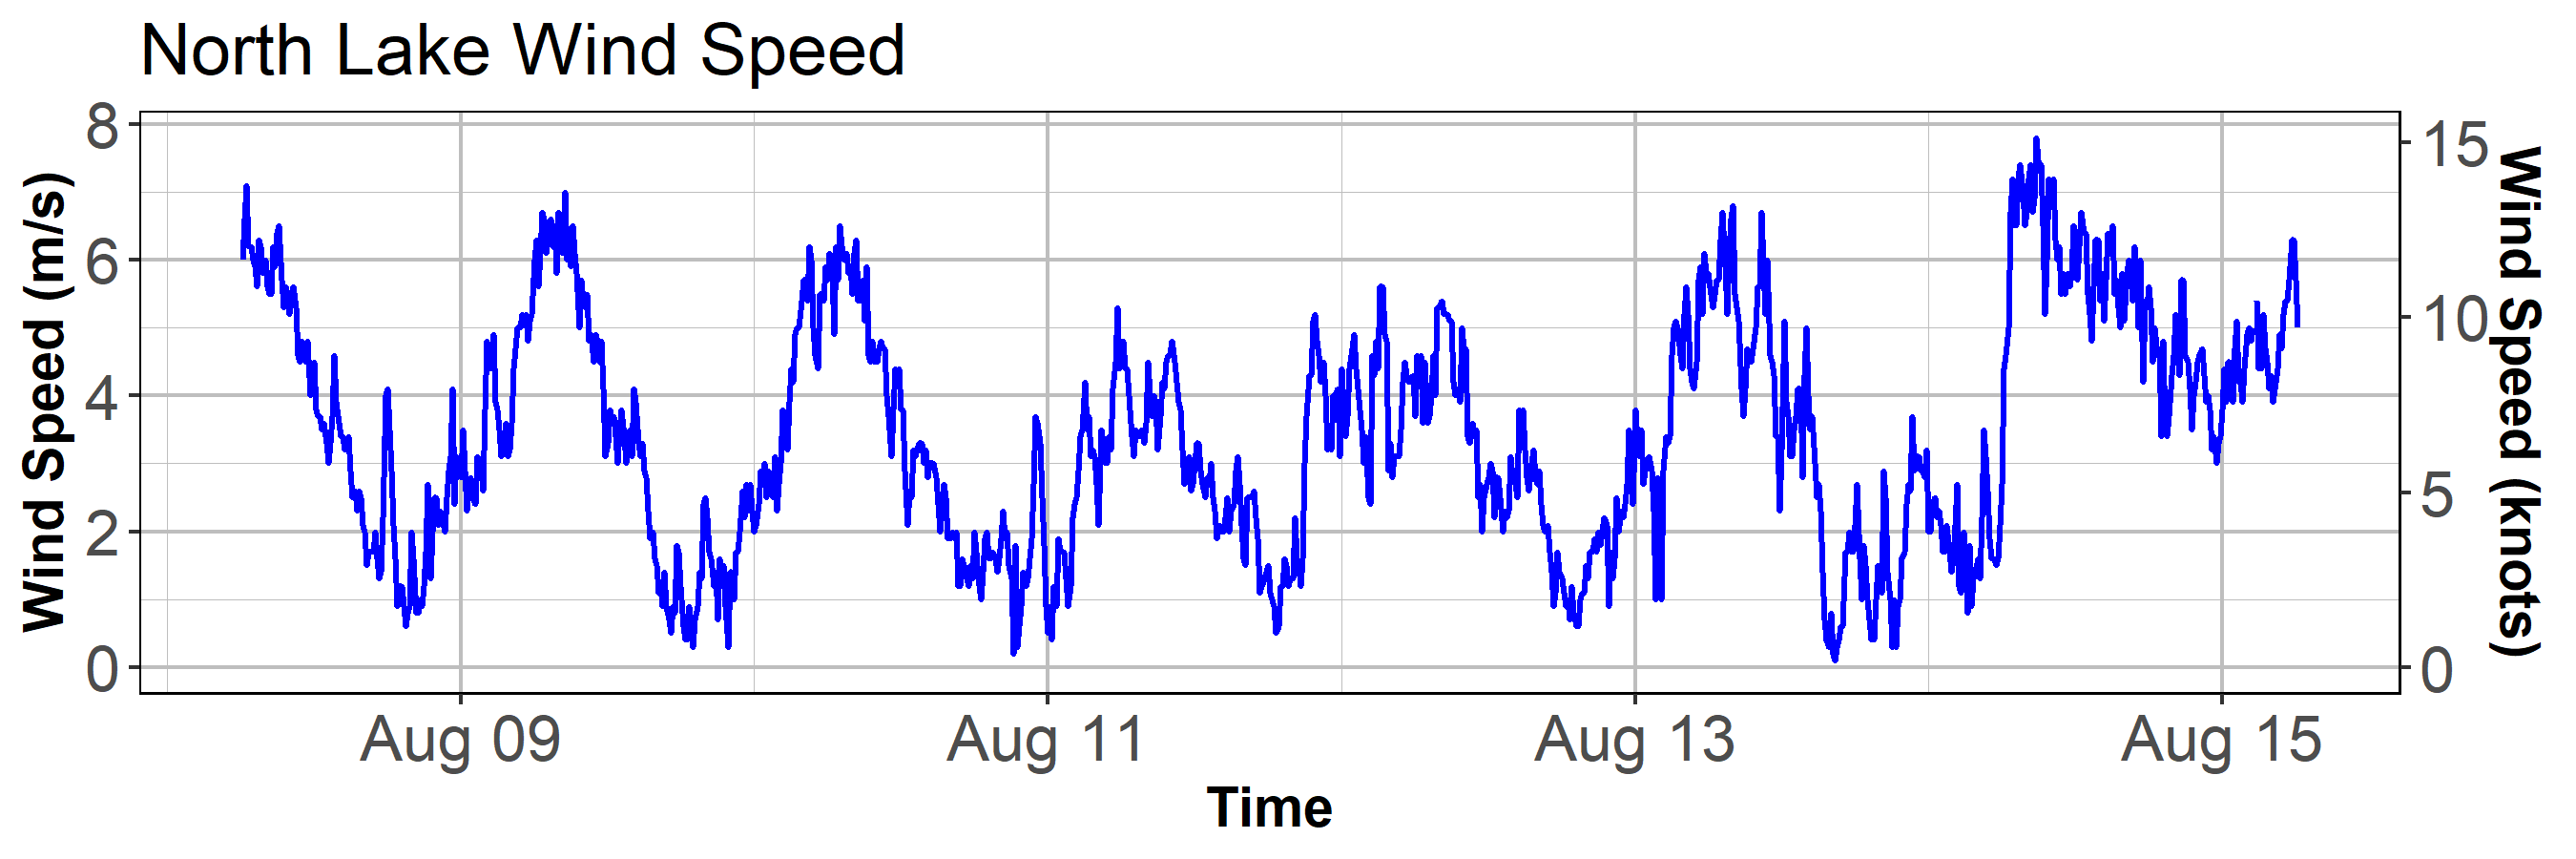 North Lake Wind Speed
Wind Speed (m/s)
8
6
4
2
0
15
10
5
0
Wind Speed (knots)
Aug 09 Aug 11 Aug 13 Aug 15
Time